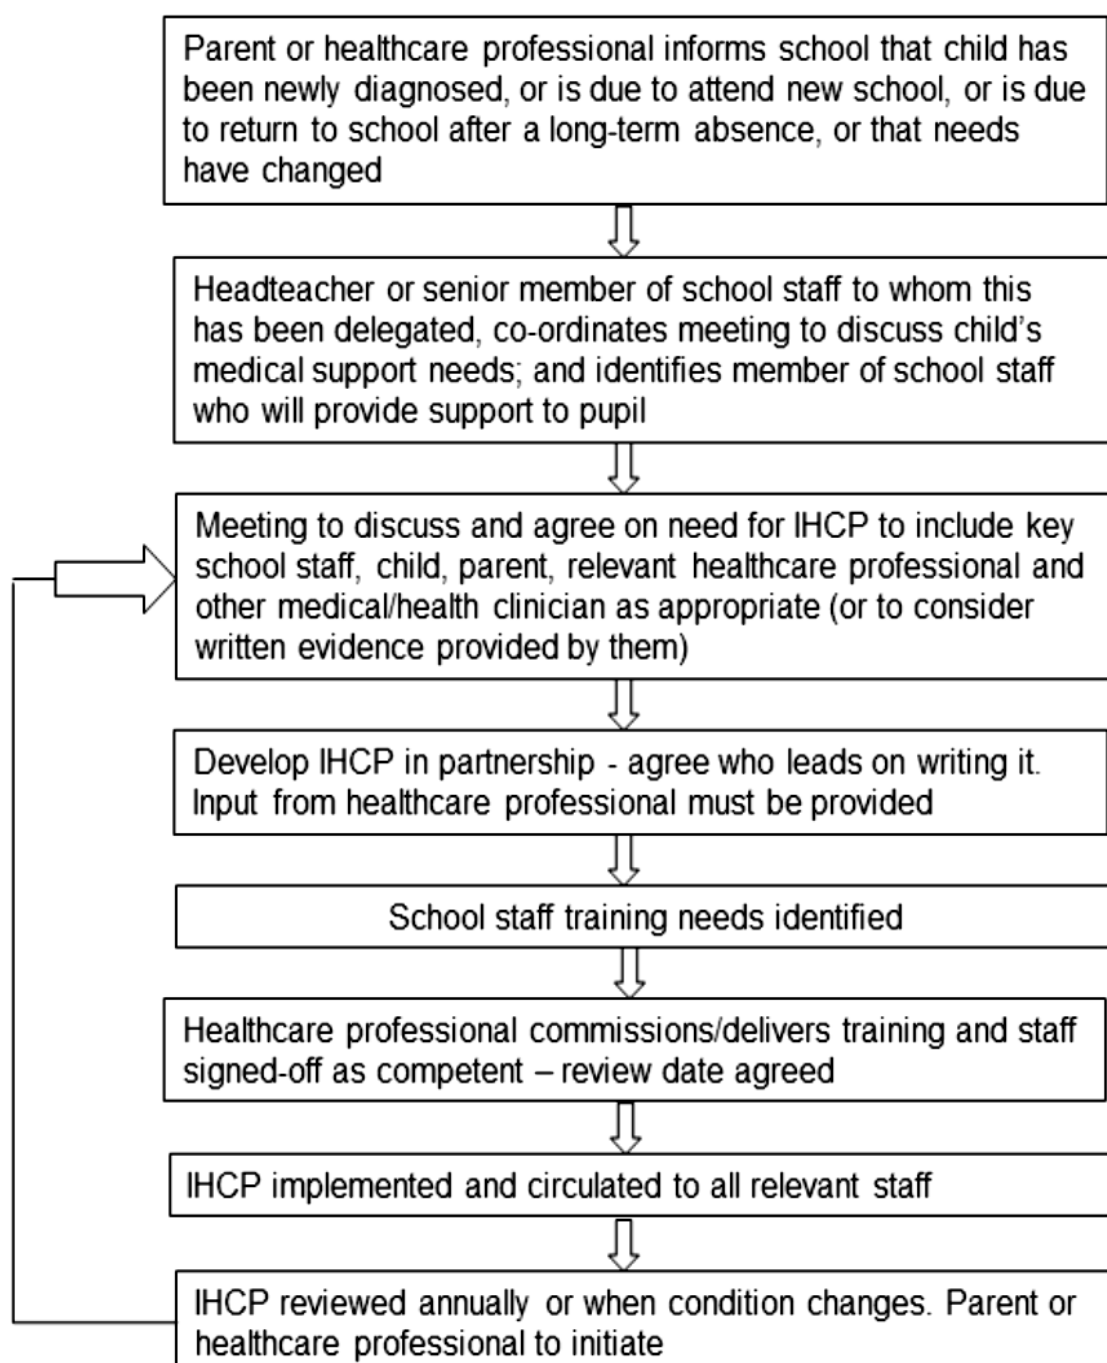 Parent or healthcare professional informs school that child has
been newly diagnosed, or is due to attend new school, or is due
to return to school after a long-term absence, or that needs
have changed
Headteacher or senior member of school staff to whom this
has been delegated, co-ordinates meeting to discuss child's
medical support needs; and identifies member of school staff
who will provide support to pupil
Meeting to discuss and agree on need for IHCP to include key
school staff, child, parent, relevant healthcare professional and
other medical/health clinician as appropriate (or to consider
written evidence provided by them)
Develop IHCP in partnership - agree who leads on writing it.
Input from healthcare professional must be provided
School staff training needs identified
Healthcare professional commissions/delivers training and staff
signed-off as competent – review date agreed
IHCP implemented and circulated to all relevant staff
IHCP reviewed annually or when condition changes. Parent or
healthcare professional to initiate